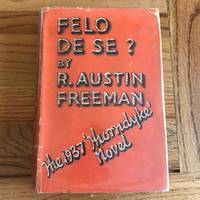 FELO
DE SE?
BY
R. AUSTIN
FREEMAN
The 1937 'Thorndyke'
Novel